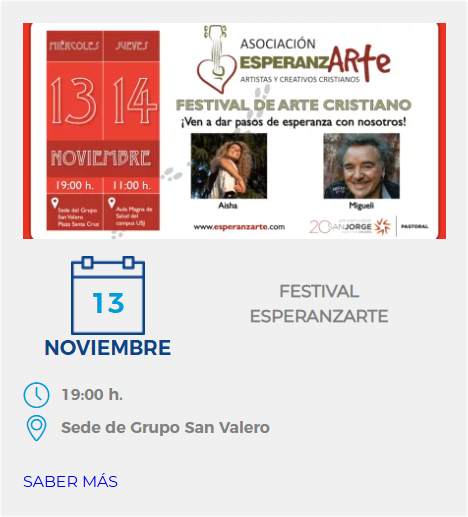 MIÉRCOLES JUEVES
13 14
NOVIEMBRE
19:00 h. 11:00 h.
Sede del Grupo
San Valero
Plaza Santa Cruz
Aula Magna de
Salud del
campus USJ
ASOCIACIÓN
ESPERANZARTE
ARTISTAS Y CREATIVOS CRISTIANOS
FESTIVAL DE ARTE CRISTIANO
¡Ven a dar pasos de esperanza con nosotros!
Aisha Migueli
www.esperanzarte.com
20 SANJORGE
PASTORAL
13
NOVIEMBRE
FESTIVAL
ESPERANZARTE
19:00 h.
Sede de Grupo San Valero
SABER MÁS